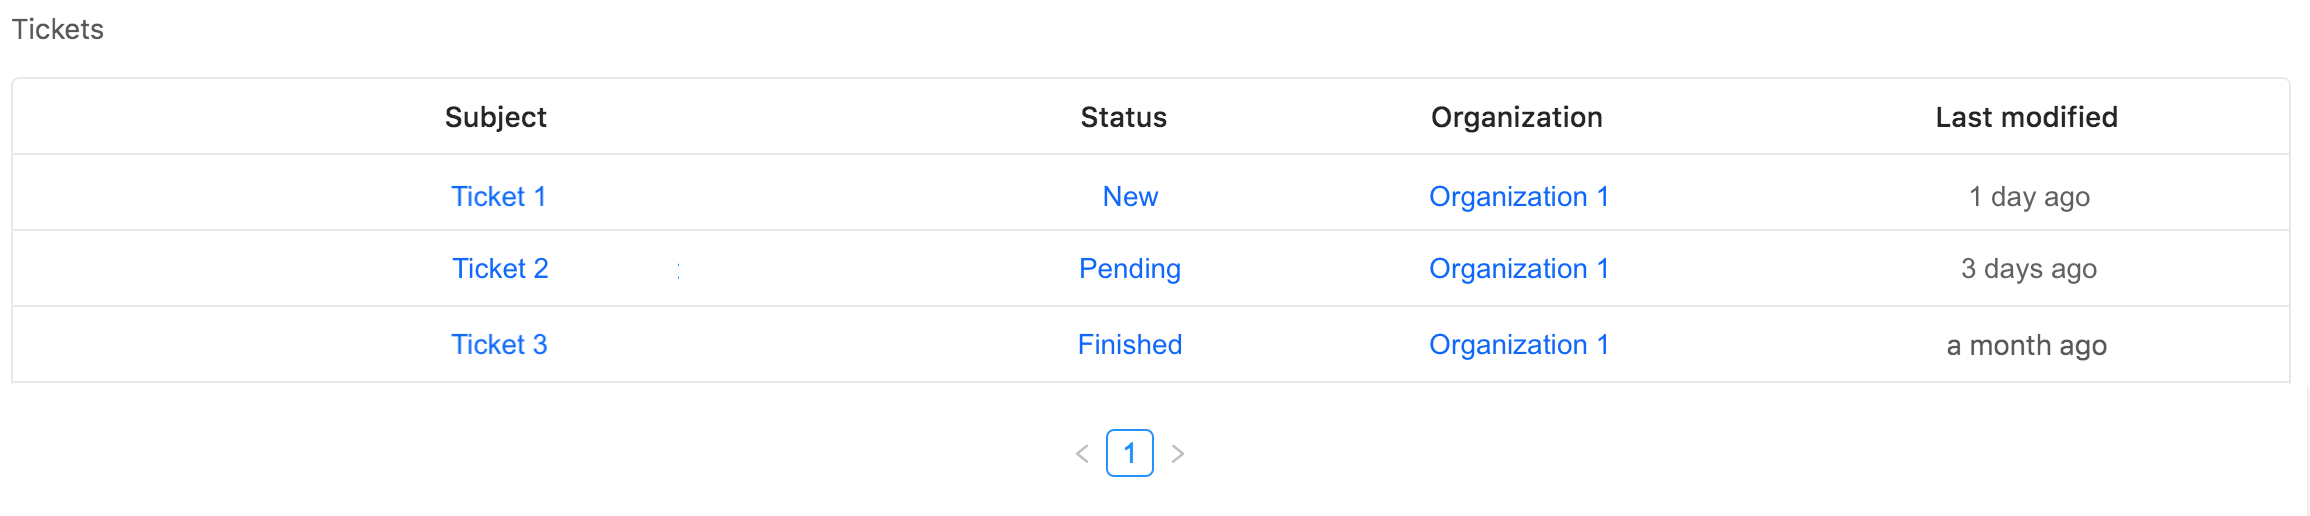 Tickets
Subject Status Organization Last modified
Ticket 1 New Organization 1 1 day ago
Ticket 2 Pending Organization 1 3 days ago
Ticket 3 Finished Organization 1 a month ago
< 1 >